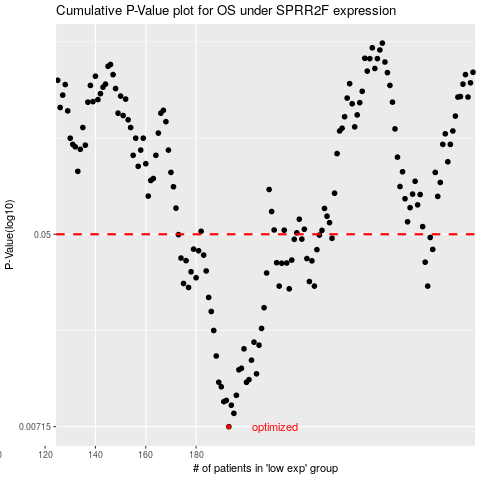 Cumulative P-Value plot for OS under SPRR2F expression
P-Value(log10)
0.05
0.00715
optimized
0 120 140 160 180
# of patients in 'low exp' group